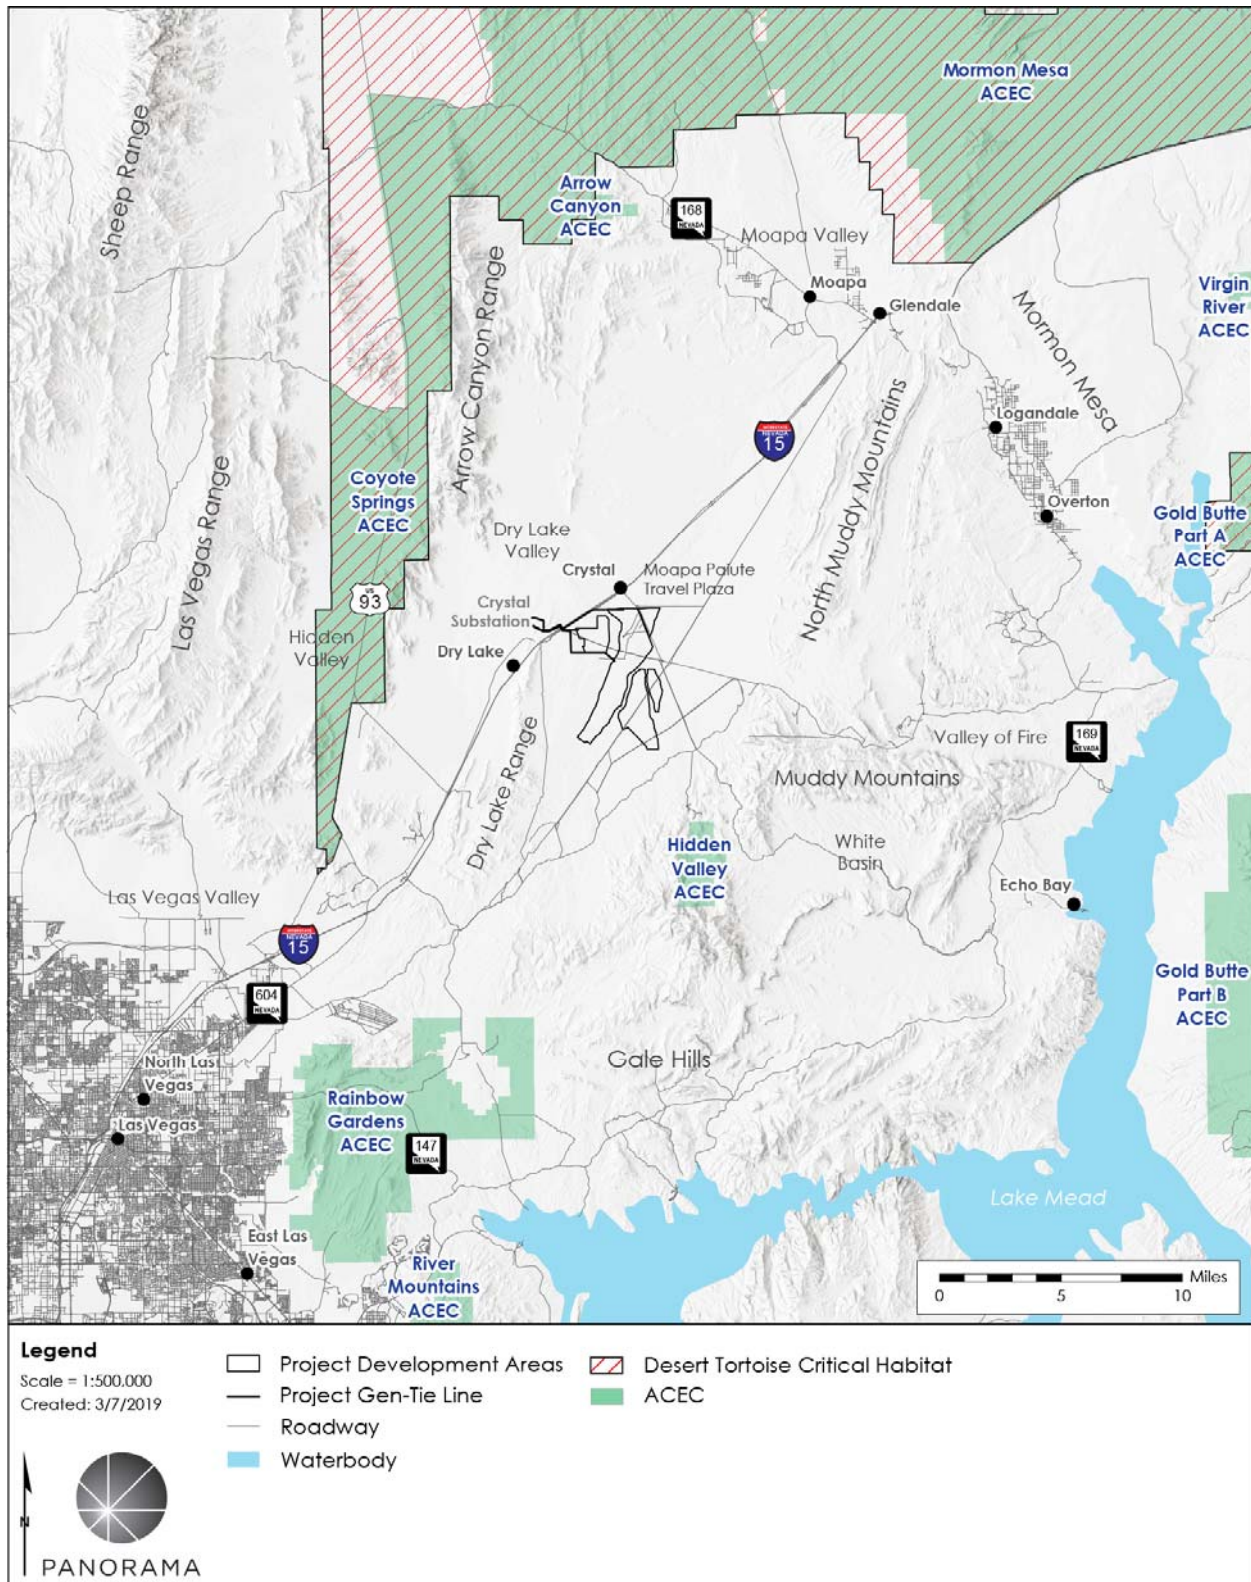 Mormon Mesa
ACEC
Sheep Range
Arrow
Canyon
ACEC
168
NEVADA
Moapa Valley
Moapa
Glendale
Virgin
River
ACEC
Mormon Mesa
Arrow Canyon Range
INTERSTATE
NEVADA
15
Logandale
Overton
Coyote
Springs
ACEC
Las Vegas Range
Gold Butte
Part A
ACEC
North Muddy Mountains
Dry Lake
Valley
Crystal
Moapa Paiute
Travel Plaza
US
93
Crystal
Substation
Hidden
Valley
Dry Lake
Dry Lake Range
Valley of Fire
169
NEVADA
Muddy Mountains
Hidden
Valley
ACEC
White
Basin
Echo Bay
Las Vegas Valley
INTERSTATE
NEVADA
15
Gold Butte
Part B
ACEC
604
NEVADA
North Las
Vegas
Las Vegas
Rainbow
Gardens
ACEC
147
NEVADA
Gale Hills
East Las
Vegas
River
Mountains
ACEC
Lake Mead
Miles
0 5 10
Legend
Scale = 1:500,000
Created: 3/7/2019
Project Development Areas
Project Gen-Tie Line
Roadway
Waterbody
Desert Tortoise Critical Habitat
ACEC
N
PANORAMA